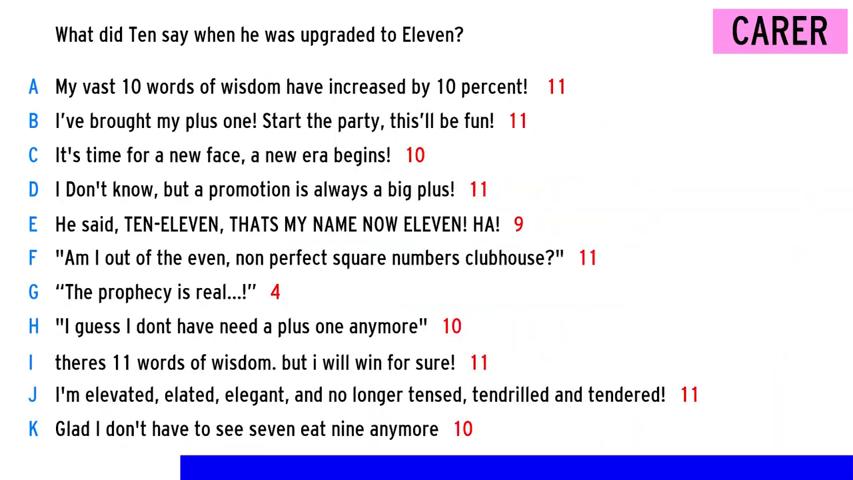 What did Ten say when he was upgraded to Eleven?
CARER
A My vast 10 words of wisdom have increased by 10 percent! 11
B I’ve brought my plus one! Start the party, this’ll be fun! 11
C It's time for a new face, a new era begins! 10
D I Don't know, but a promotion is always a big plus! 11
E He said, TEN-ELEVEN, THATS MY NAME NOW ELEVEN! HA! 9
F "Am I out of the even, non perfect square numbers clubhouse?" 11
G “The prophecy is real...!” 4
H "I guess I dont have need a plus one anymore" 10
I theres 11 words of wisdom. but i will win for sure! 11
J I'm elevated, elated, elegant, and no longer tensed, tendrilled and tendered! 11
K Glad I don't have to see seven eat nine anymore 10